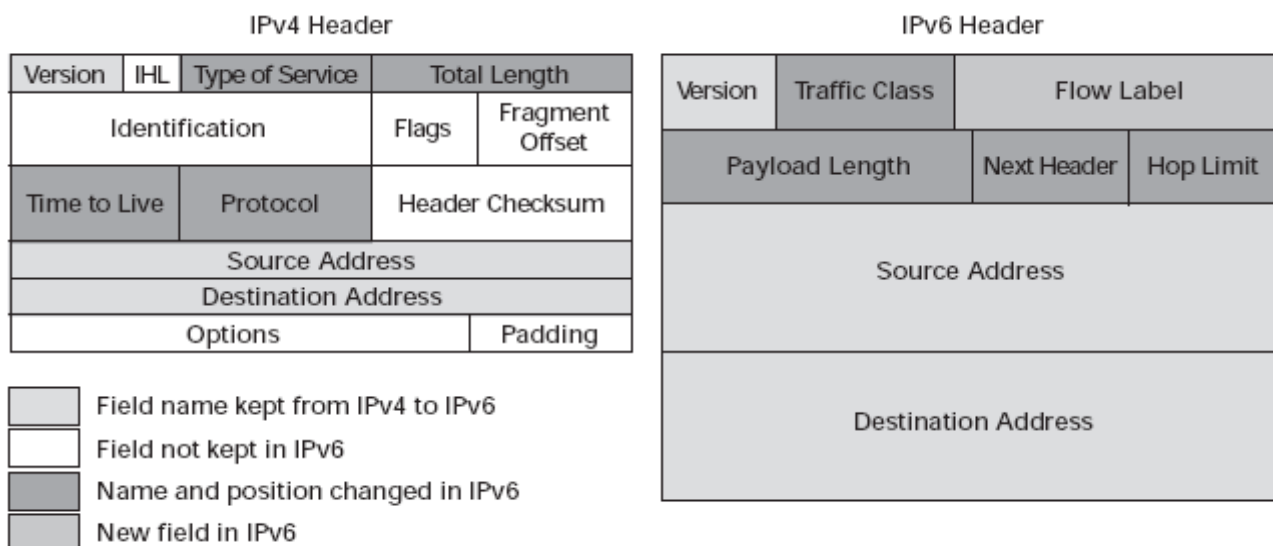 IPv4 Header
Version IHL Type of Service Total Length
Identification Flags Fragment Offset
Time to Live Protocol Header Checksum
Source Address
Destination Address
Options Padding
IPv6 Header
Version Traffic Class Flow Label
Payload Length Next Header Hop Limit
Source Address
Destination Address
Field name kept from IPv4 to IPv6
Field not kept in IPv6
Name and position changed in IPv6
New field in IPv6